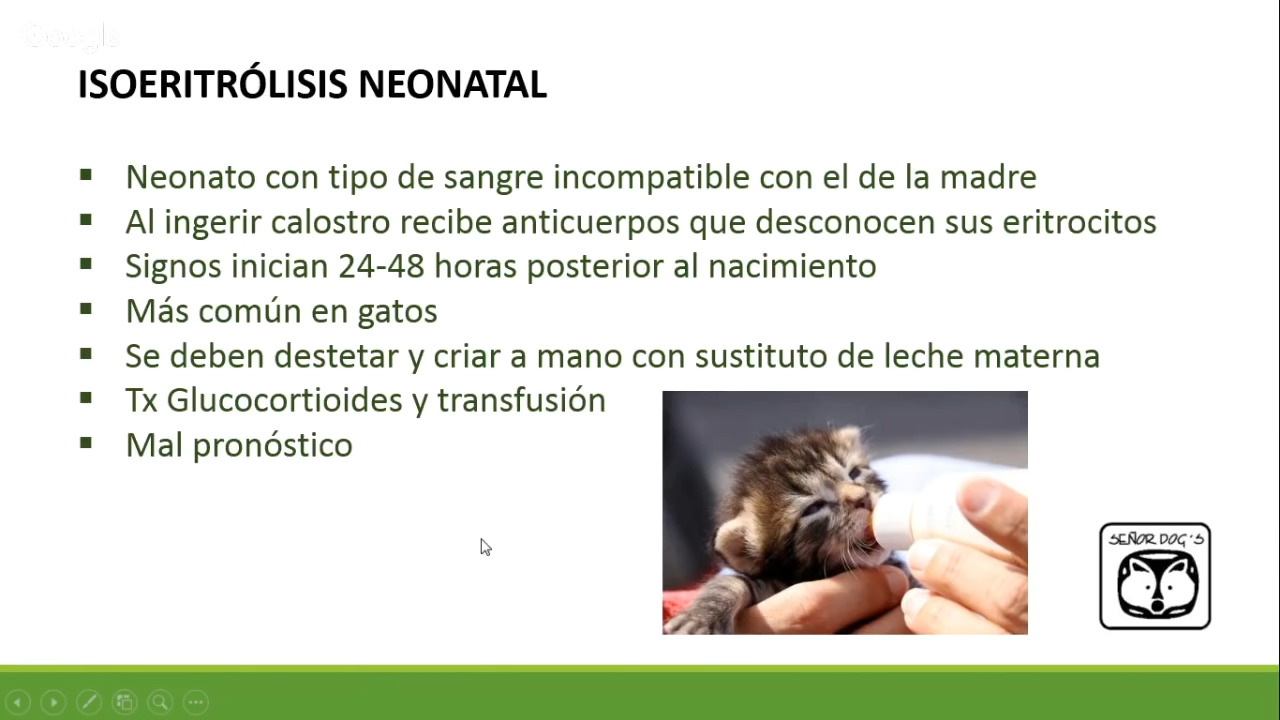 Google
ISOERITRÓLISIS NEONATAL
▪ Neonato con tipo de sangre incompatible con el de la madre
▪ Al ingerir calostro recibe anticuerpos que desconocen sus eritrocitos
▪ Signos inician 24-48 horas posterior al nacimiento
▪ Más común en gatos
▪ Se deben destetar y criar a mano con sustituto de leche materna
▪ Tx Glucocortioides y transfusión
▪ Mal pronóstico
SEÑOR DOG'S